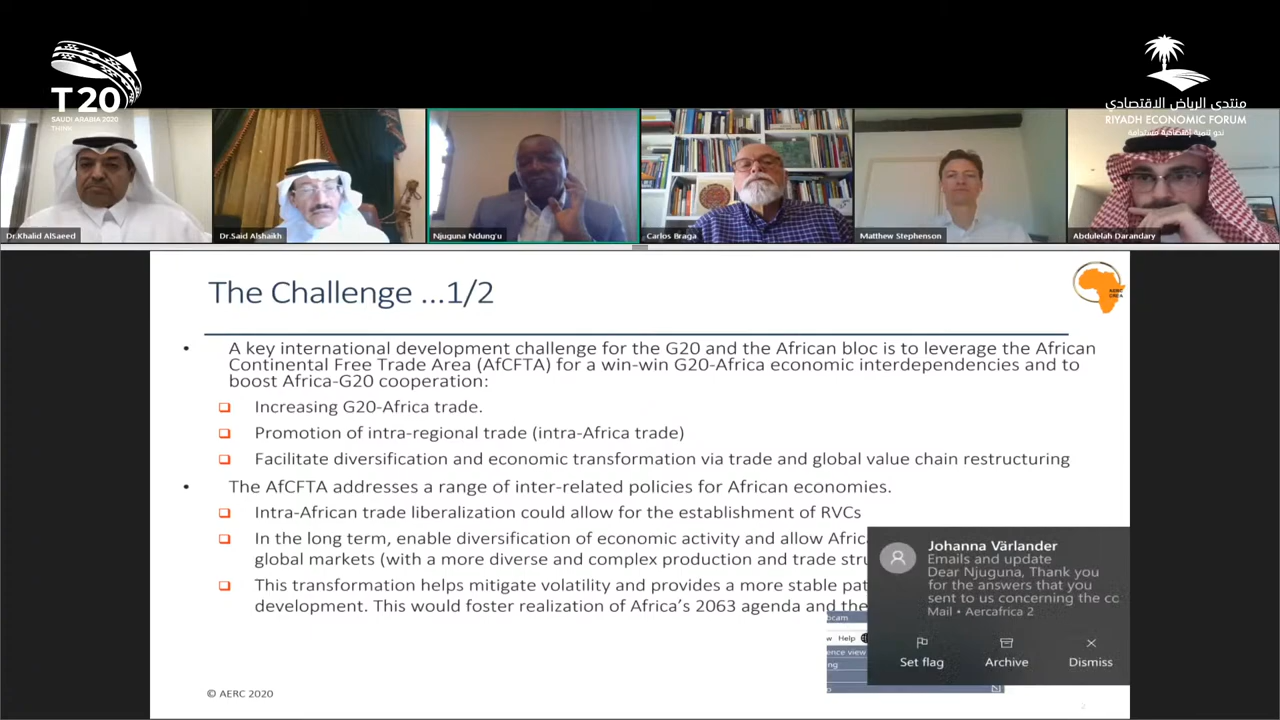 T20
SAUDI ARABIA 2020
THINK
منتدى الرياض الاقتصادي
RIYADH ECONOMIC FORUM
نحو تنمية إقتصادية مستدامة
Dr.Khalid AlSaeed
Dr.Said Alshaikh
Njuguna Ndung'u
Carlos Braga
Matthew Stephenson
Abdulelah Darandary
The Challenge ...1/2
AERC
CREA
• A key international development challenge for the G20 and the African bloc is to leverage the African
Continental Free Trade Area (AfCFTA) for a win-win G20-Africa economic interdependencies and to
boost Africa-G20 cooperation:
❑ Increasing G20-Africa trade.
❑ Promotion of intra-regional trade (intra-Africa trade)
❑ Facilitate diversification and economic transformation via trade and global value chain restructuring
• The AfCFTA addresses a range of inter-related policies for African economies.
❑ Intra-African trade liberalization could allow for the establishment of RVCs
❑ In the long term, enable diversification of economic activity and allow Afric
global markets (with a more diverse and complex production and trade stru
❑ This transformation helps mitigate volatility and provides a more stable pat
development. This would foster realization of Africa's 2063 agenda and the
Johanna Värlander
Emails and update
Dear Njuguna, Thank you
for the answers that you
sent to us concerning the cc
Mail • Aercafrica 2
Set flag
Archive
Dismiss
Help
© AERC 2020